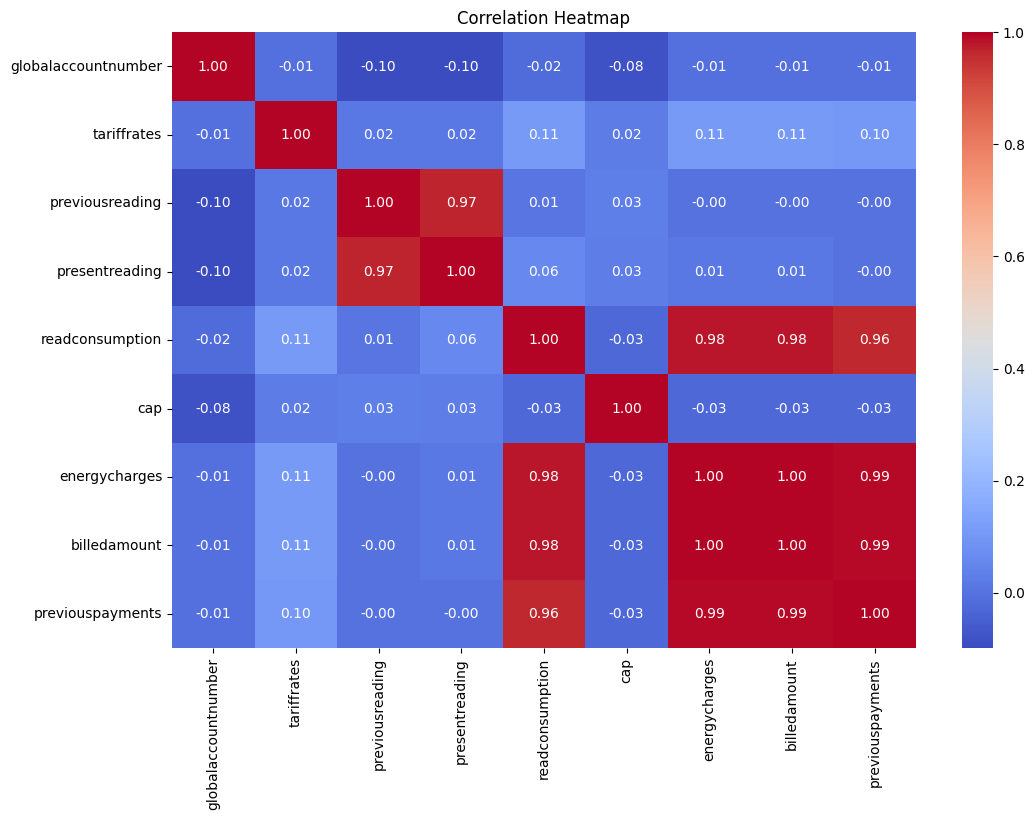 Correlation Heatmap
globalaccountnumber 1.00 -0.01 -0.10 -0.10 -0.02 -0.08 -0.01 -0.01 -0.01
tariffrates -0.01 1.00 0.02 0.02 0.11 0.02 0.11 0.11 0.10
previousreading -0.10 0.02 1.00 0.97 0.01 0.03 -0.00 -0.00 -0.00
presentreading -0.10 0.02 0.97 1.00 0.06 0.03 0.01 0.01 -0.00
readconsumption -0.02 0.11 0.01 0.06 1.00 -0.03 0.98 0.98 0.96
cap -0.08 0.02 0.03 0.03 -0.03 1.00 -0.03 -0.03 -0.03
energycharges -0.01 0.11 -0.00 0.01 0.98 -0.03 1.00 1.00 0.99
billedamount -0.01 0.11 -0.00 0.01 0.98 -0.03 1.00 1.00 0.99
previouspayments -0.01 0.10 -0.00 -0.00 0.96 -0.03 0.99 0.99 1.00
globalaccountnumber
tariffrates
previousreading
presentreading
readconsumption
cap
energycharges
billedamount
previouspayments
1.0
0.8
0.6
0.4
0.2
0.0